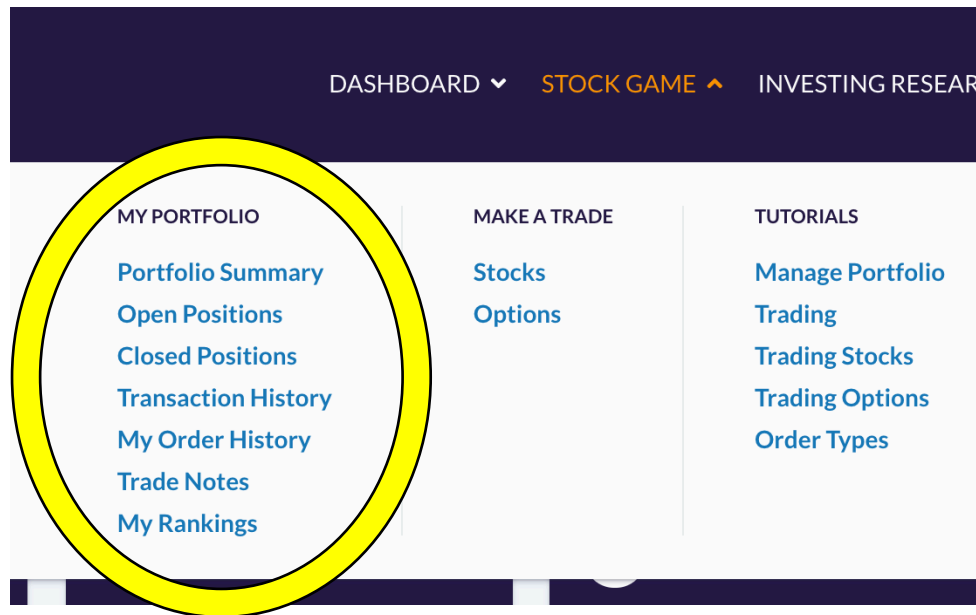 DASHBOARD STOCK GAME INVESTING RESEAR
MY PORTFOLIO
Portfolio Summary
Open Positions
Closed Positions
Transaction History
My Order History
Trade Notes
My Rankings
MAKE A TRADE
Stocks
Options
TUTORIALS
Manage Portfolio
Trading
Trading Stocks
Trading Options
Order Types